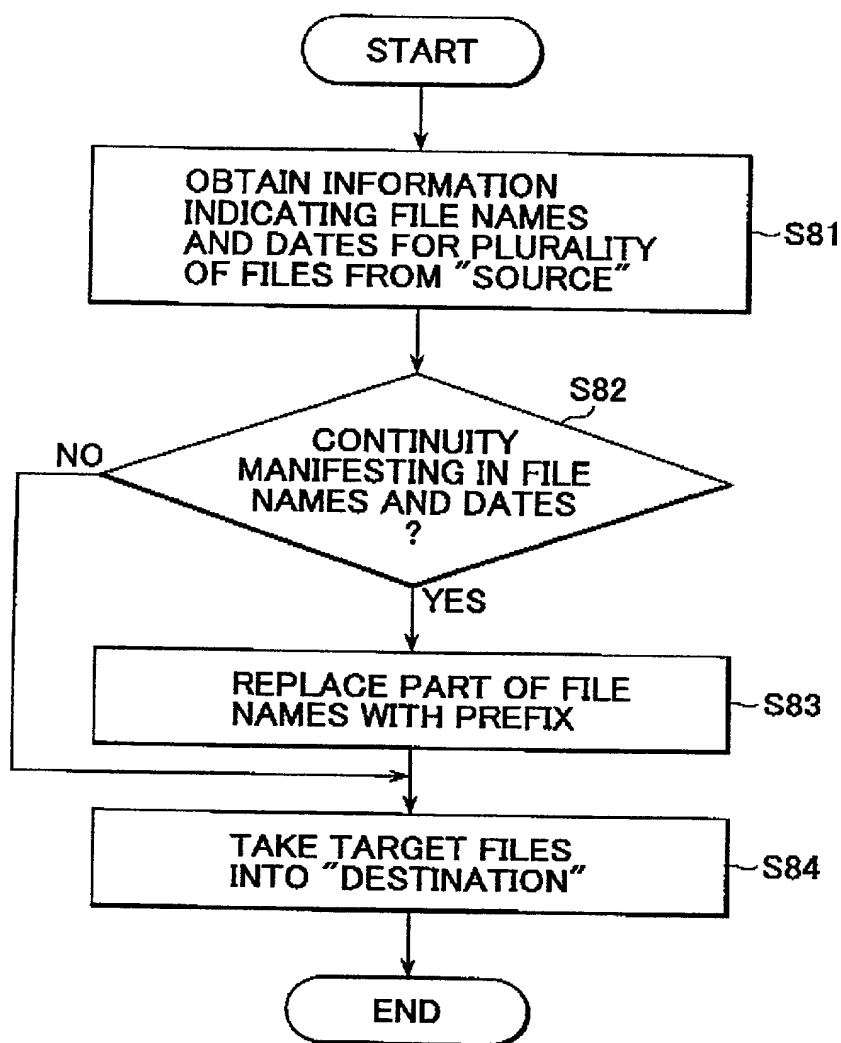 START
OBTAIN INFORMATION
INDICATING FILE NAMES
AND DATES FOR PLURALITY
OF FILES FROM "SOURCE"
S81
S82
CONTINUITY
MANIFESTING IN FILE
NAMES AND DATES
?
NO
YES
REPLACE PART OF FILE
NAMES WITH PREFIX
S83
TAKE TARGET FILES
INTO "DESTINATION"
S84
END